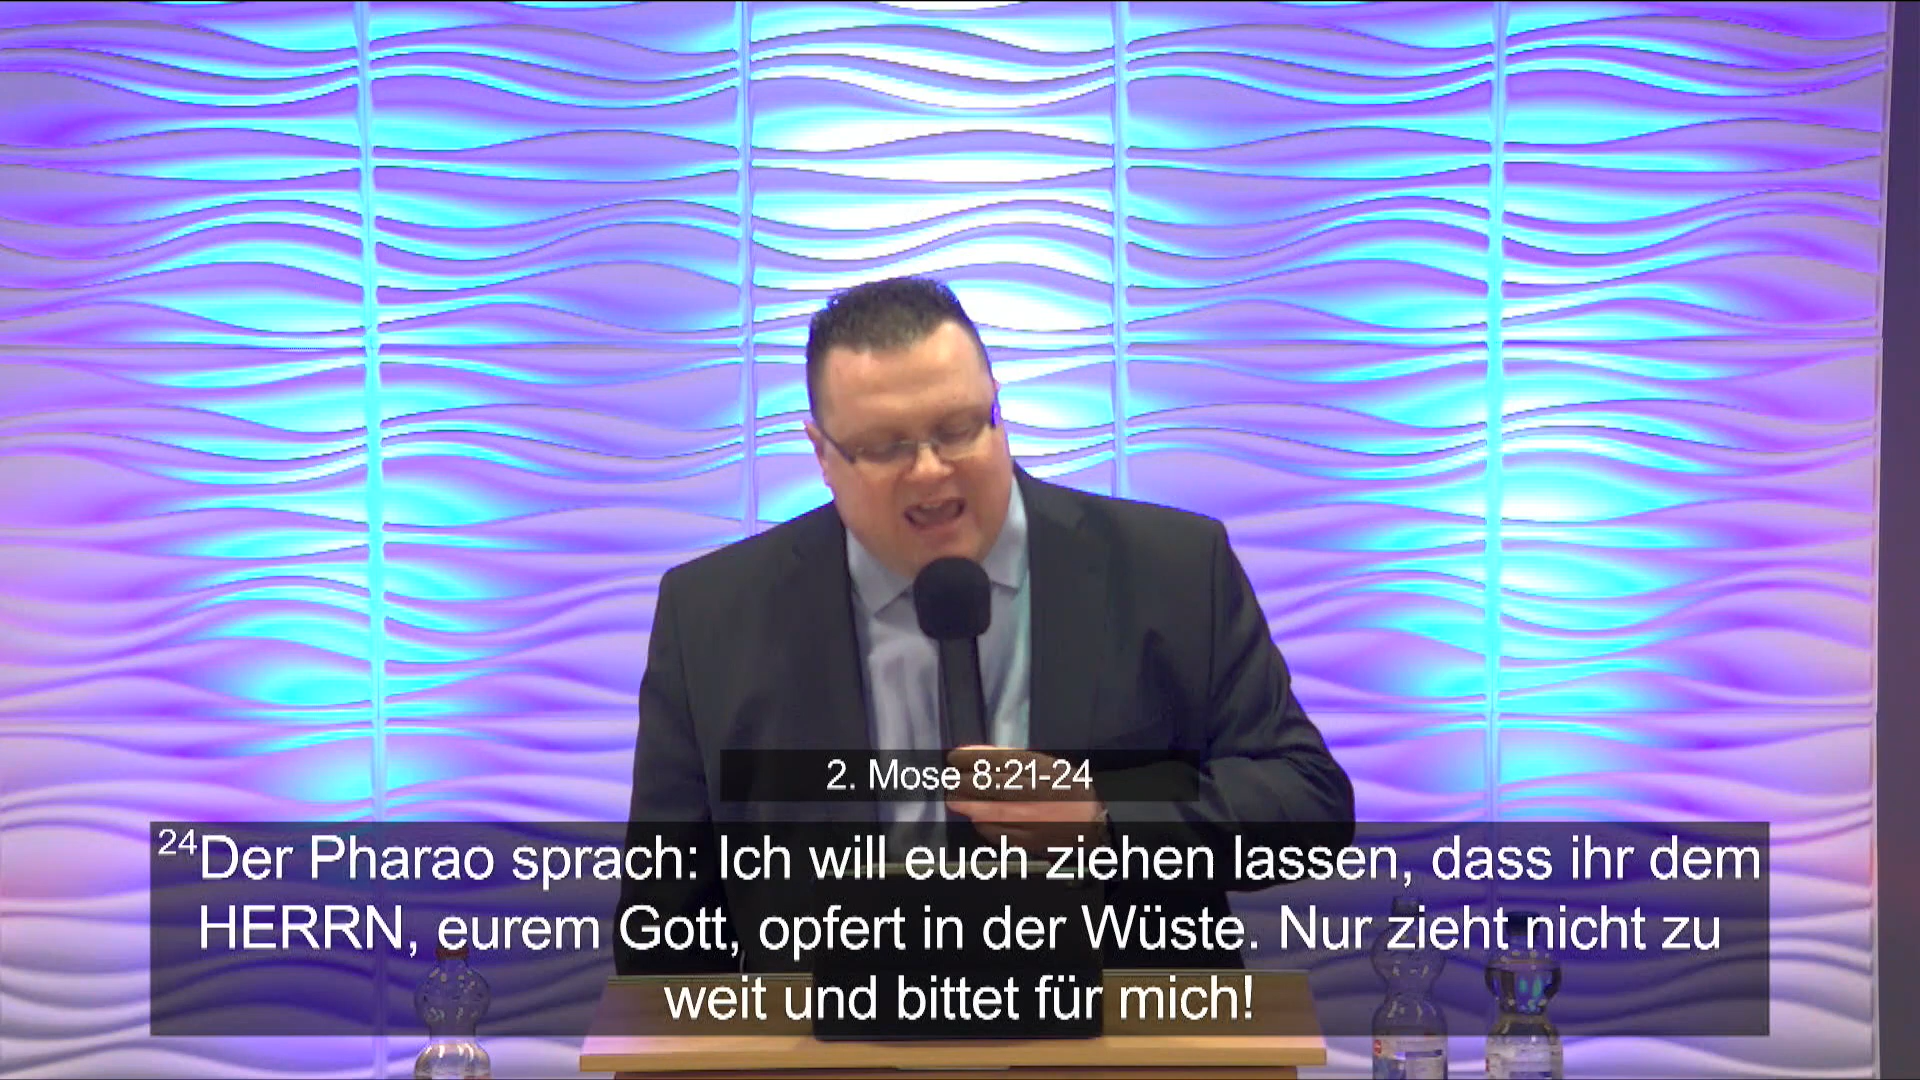 2. Mose 8:21-24
24Der Pharao sprach: Ich will euch ziehen lassen, dass ihr dem
HERRN, eurem Gott, opfert in der Wüste. Nur zieht nicht zu
weit und bittet für mich!